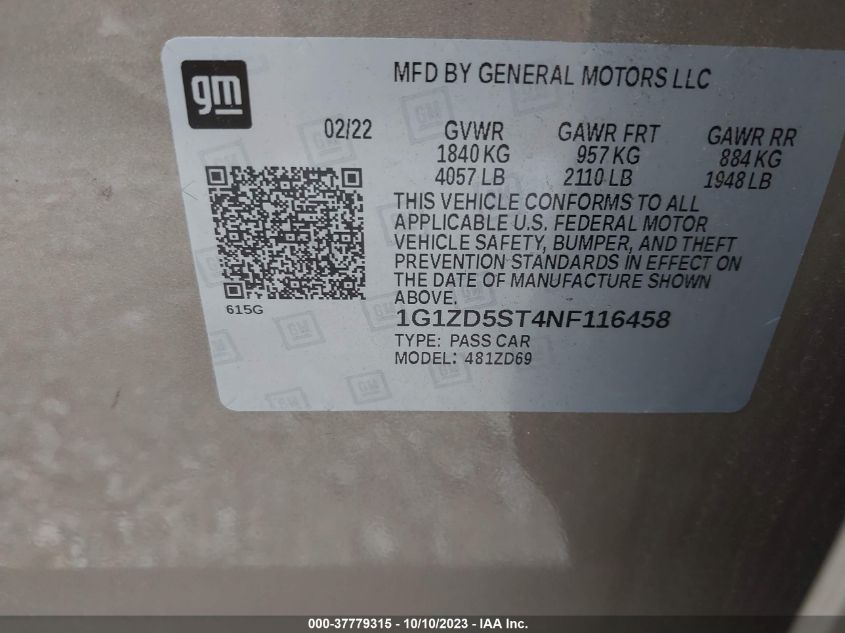 gm
MFD BY GENERAL MOTORS LLC
02/22 GVWR GAWR FRT GAWR RR
1840 KG 957 KG 884 KG
4057 LB 2110 LB 1948 LB
THIS VEHICLE CONFORMS TO ALL
APPLICABLE U.S. FEDERAL MOTOR
VEHICLE SAFETY, BUMPER, AND THEFT
PREVENTION STANDARDS IN EFFECT ON
THE DATE OF MANUFACTURE SHOWN
ABOVE.
615G
1G1ZD5ST4NF116458
TYPE: PASS CAR
MODEL: 481ZD69
000-37779315 - 10/10/2023 - IAA Inc.